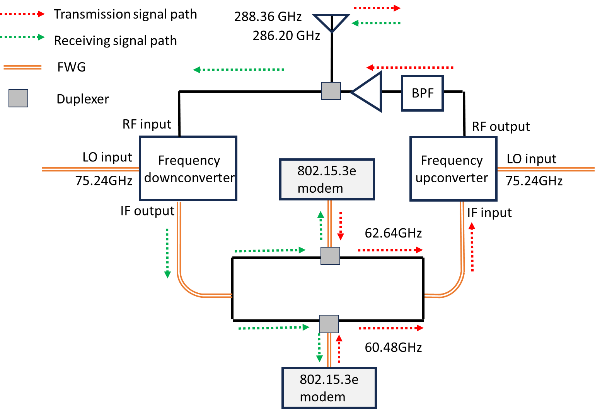 Transmission signal path
Receiving signal path
FWG
Duplexer
288.36 GHz
286.20 GHz
BPF
RF input
RF output
LO input
75.24GHz
Frequency
downconverter
802.15.3e
modem
Frequency
upconverter
LO input
75.24GHz
IF output
IF input
62.64GHz
60.48GHz
802.15.3e
modem